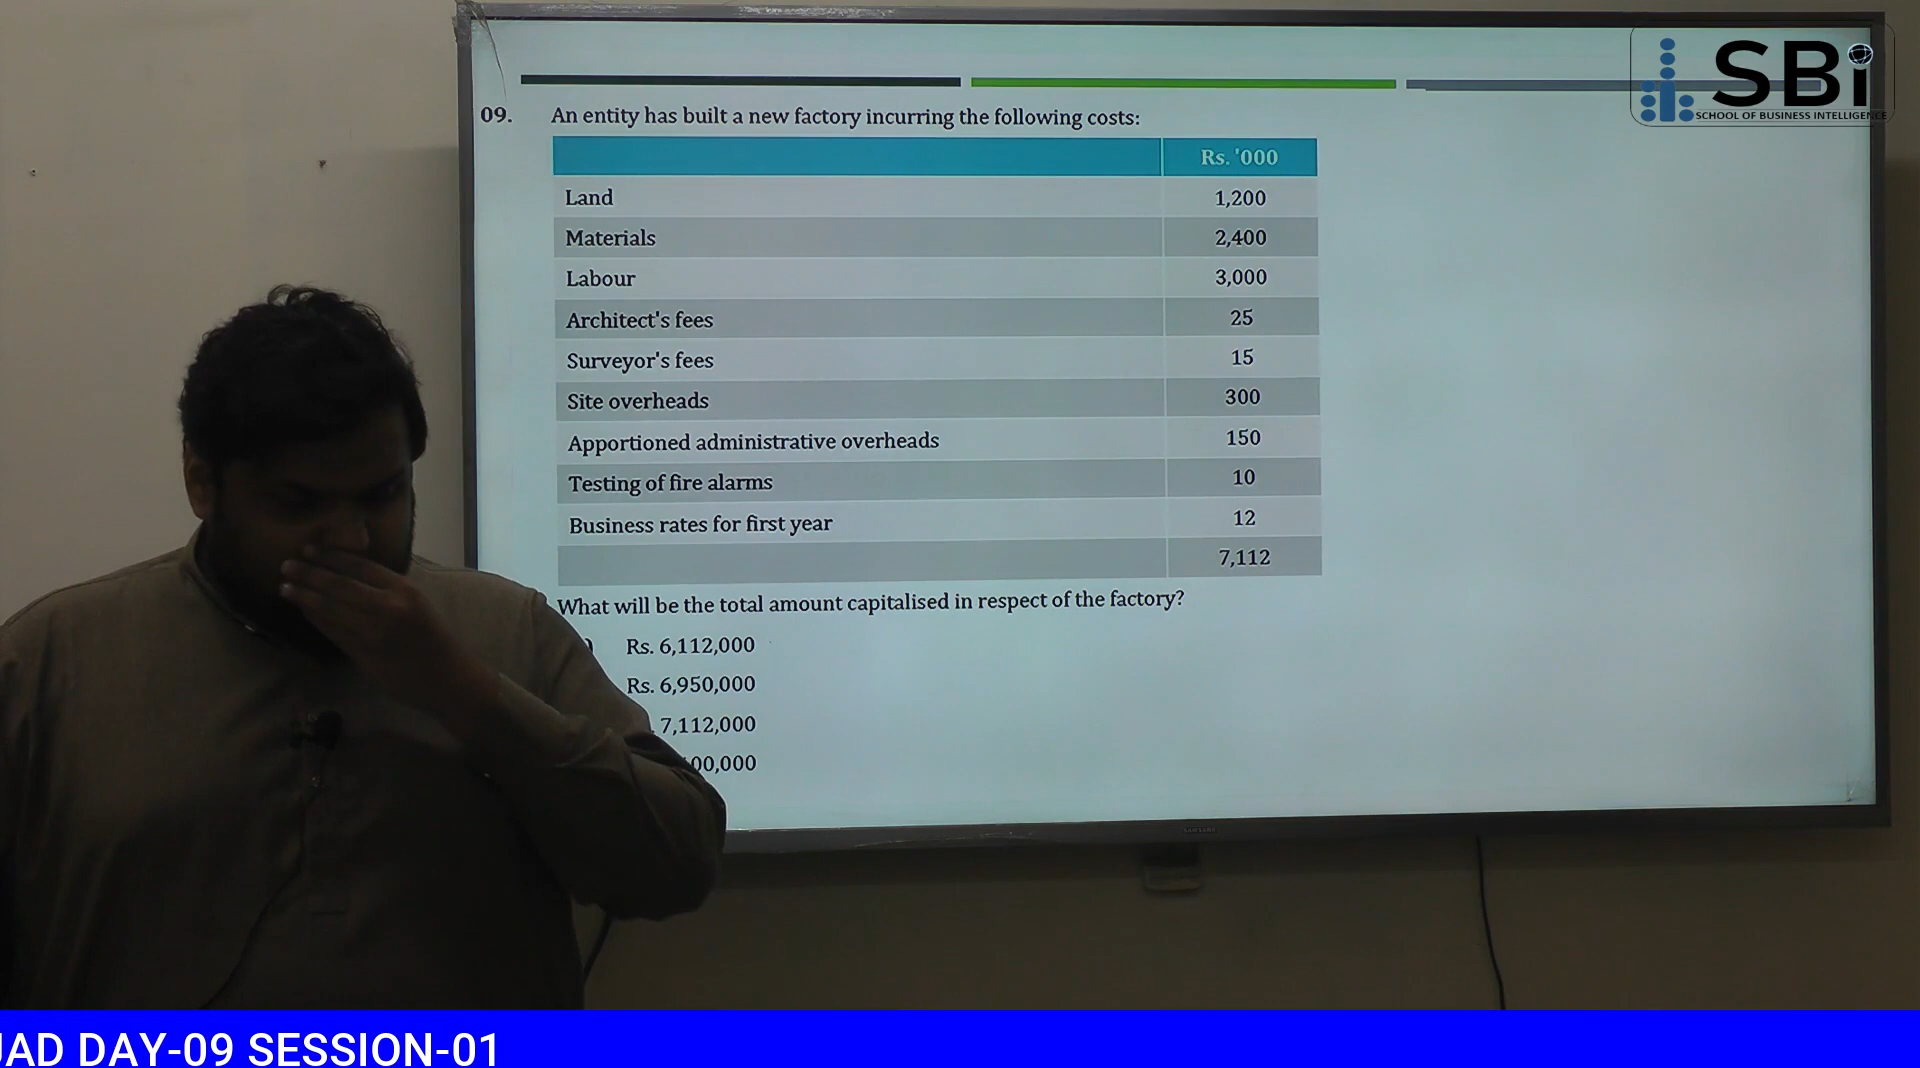 SBi
SCHOOL OF BUSINESS INTELLIGENCE
09. An entity has built a new factory incurring the following costs:
Rs. '000
Land 1,200
Materials 2,400
Labour 3,000
Architect's fees 25
Surveyor's fees 15
Site overheads 300
Apportioned administrative overheads 150
Testing of fire alarms 10
Business rates for first year 12
7,112
What will be the total amount capitalised in respect of the factory?
Rs. 6,112,000
Rs. 6,950,000
7,112,000
00,000
SAMSUNG
DAY-09 SESSION-01